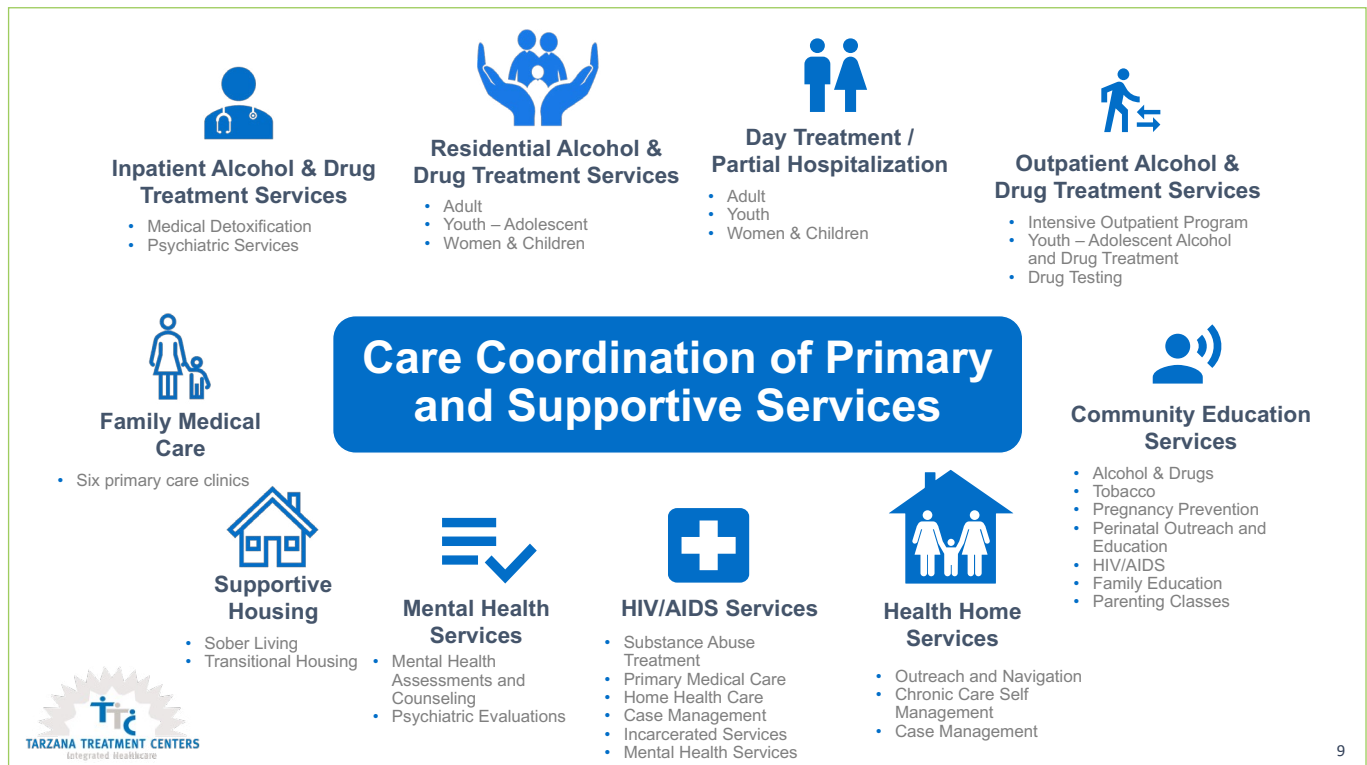 Inpatient Alcohol & Drug
Treatment Services
• Medical Detoxification
• Psychiatric Services
Residential Alcohol &
Drug Treatment Services
• Adult
• Youth – Adolescent
• Women & Children
Day Treatment /
Partial Hospitalization
• Adult
• Youth
• Women & Children
Outpatient Alcohol &
Drug Treatment Services
• Intensive Outpatient Program
• Youth – Adolescent Alcohol
and Drug Treatment
• Drug Testing
Care Coordination of Primary
and Supportive Services
Family Medical
Care
• Six primary care clinics
Community Education
Services
• Alcohol & Drugs
• Tobacco
• Pregnancy Prevention
• Perinatal Outreach and
Education
• HIV/AIDS
• Family Education
• Parenting Classes
Supportive
Housing
• Sober Living
• Transitional Housing
Mental Health
Services
• Mental Health
Assessments and
Counseling
• Psychiatric Evaluations
HIV/AIDS Services
• Substance Abuse
Treatment
• Primary Medical Care
• Home Health Care
• Case Management
• Incarcerated Services
• Mental Health Services
Health Home
Services
• Outreach and Navigation
• Chronic Care Self
Management
• Case Management
TTC
TARZANA TREATMENT CENTERS
Integrated Healthcare
9